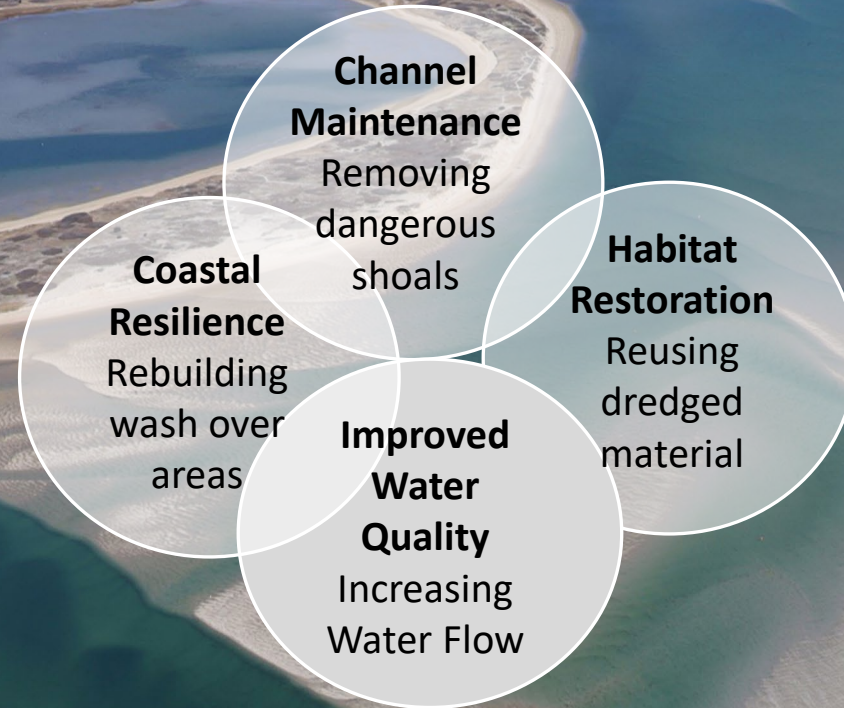 Channel
Maintenance
Removing
dangerous
shoals
Coastal
Resilience
Rebuilding
wash over
areas
Habitat
Restoration
Reusing
dredged
material
Improved
Water
Quality
Increasing
Water Flow